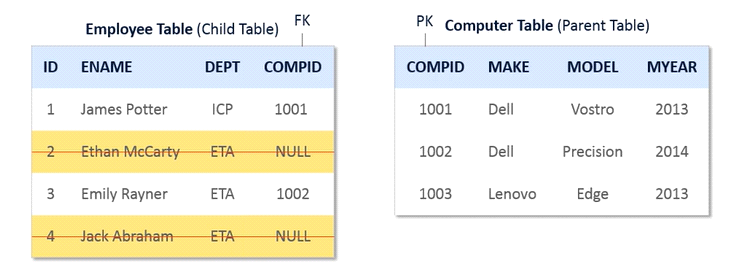 FK
Employee Table (Child Table)
ID ENAME DEPT COMPID
1 James Potter ICP 1001
2 Ethan McCarty ETA NULL
3 Emily Rayner ETA 1002
4 Jack Abraham ETA NULL
PK
Computer Table (Parent Table)
COMPID MAKE MODEL MYEAR
1001 Dell Vostro 2013
1002 Dell Precision 2014
1003 Lenovo Edge 2013